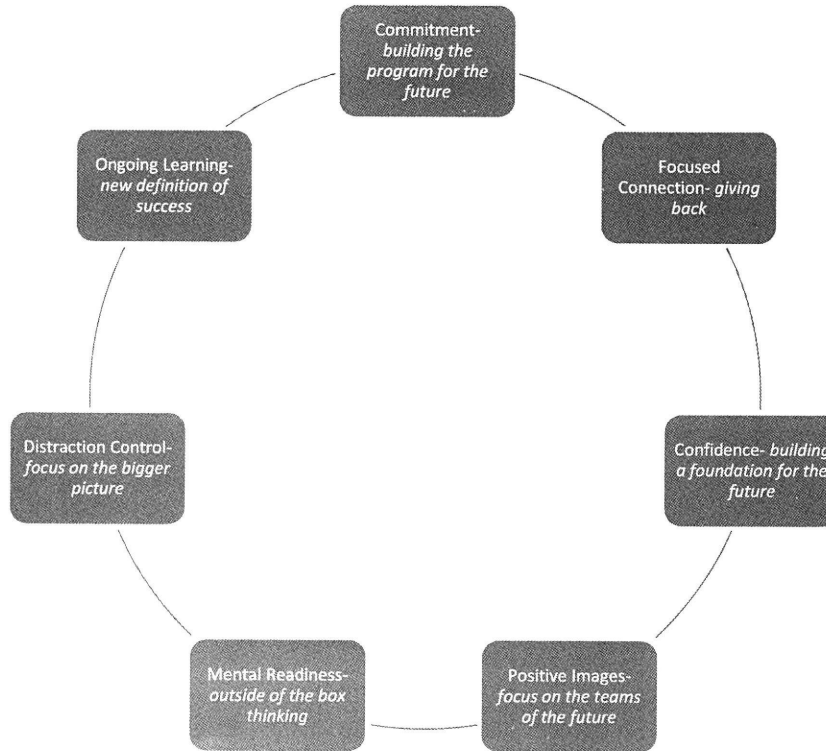 Commitment-
building the
program for the
future
Focused
Connection- giving
back
Confidence- building
a foundation for the
future
Positive Images-
focus on the teams
of the future
Mental Readiness-
outside of the box
thinking
Distraction Control-
focus on the bigger
picture
Ongoing Learning-
new definition of
success